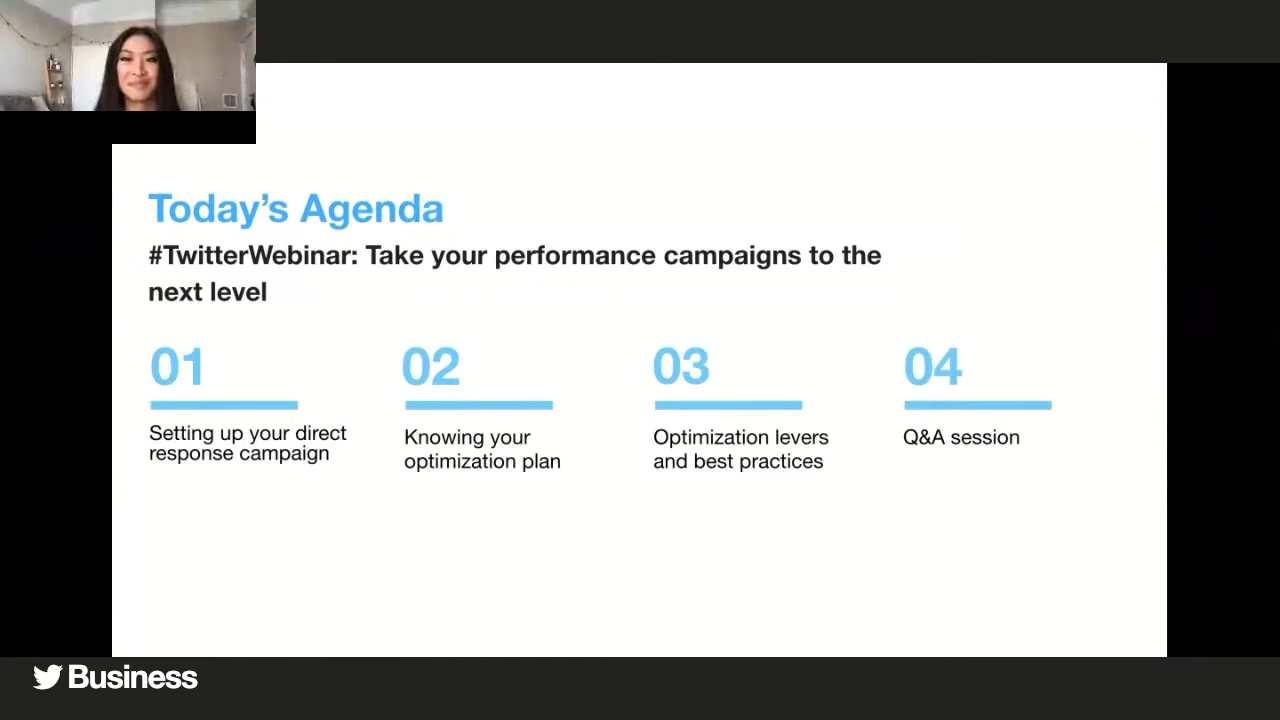 Today’s Agenda
#TwitterWebinar: Take your performance campaigns to the
next level
01
Setting up your direct
response campaign
02
Knowing your
optimization plan
03
Optimization levers
and best practices
04
Q&A session
Business